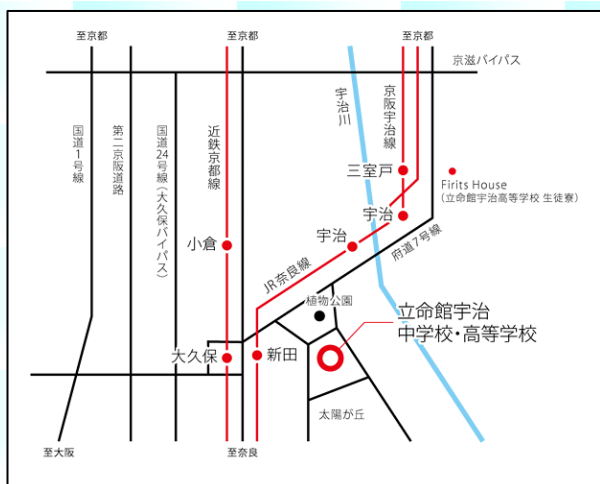 至京都
至京都
至京都
京滋バイパス
国道1号線
第二京阪道路
国道24号線(大久保バイパス)
近鉄京都線
宇治川
京阪宇治線
三室戸
Firits House
(立命館宇治高等学校 生徒寮)
宇治
府道7号線
小倉
宇治
JR奈良線
植物公園
立命館宇治
中学校・高等学校
大久保
新田
太陽が丘
至大阪
至奈良